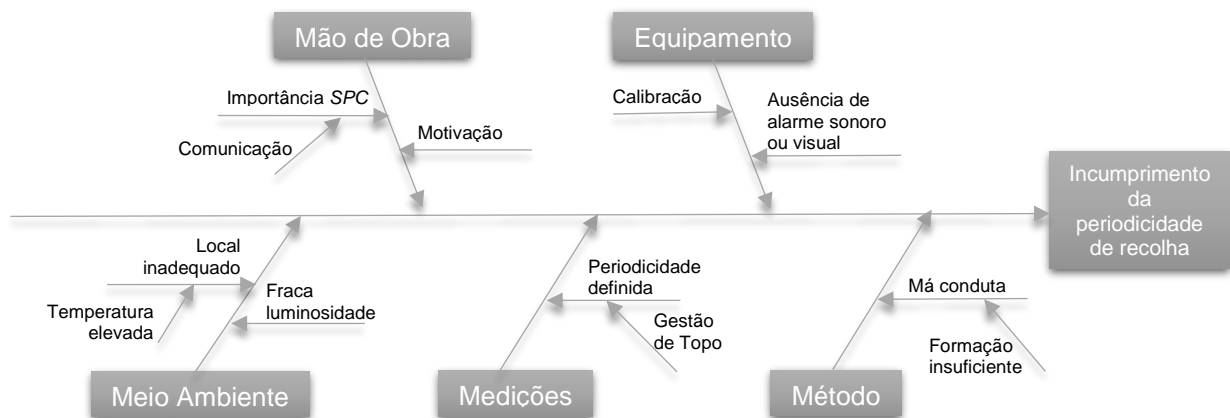 Mão de Obra
Equipamento
Importância SPC
Comunicação
Motivação
Calibração
Ausência de
alarme sonoro
ou visual
Incumprimento
da
periodicidade
de recolha
Local
inadequado
Temperatura
elevada
Fraca
luminosidade
Periodicidade
definida
Gestão
de Topo
Má conduta
Formação
insuficiente
Meio Ambiente
Medições
Método